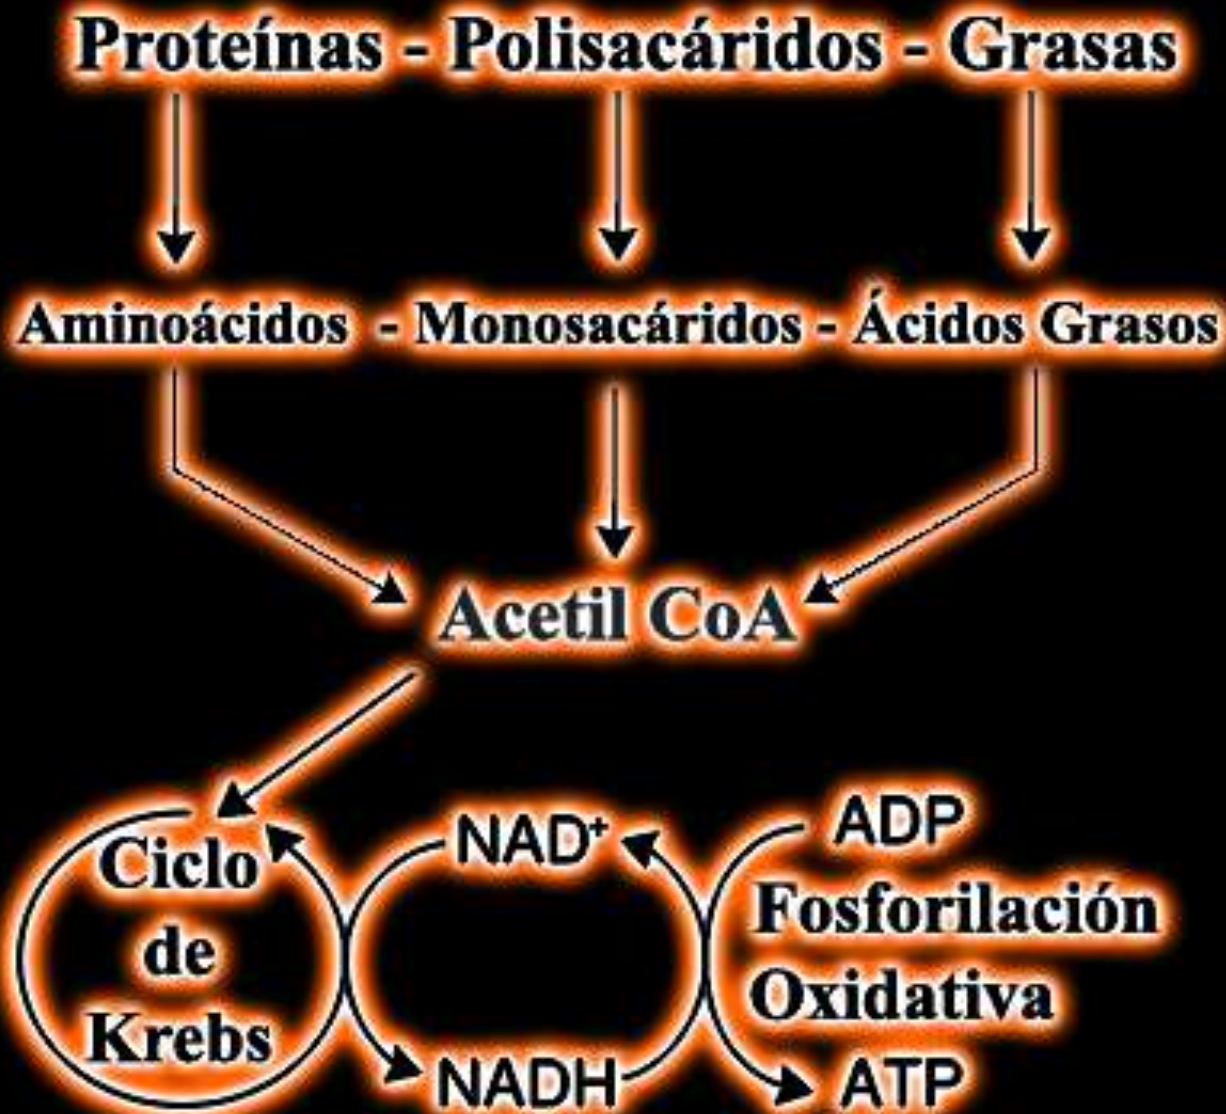 Proteínas - Polisacáridos - Grasas
Aminoácidos - Monosacáridos - Ácidos Grasos
Acetil CoA
Ciclo
de
Krebs
NAD+
NADH
ADP
Fosforilación
Oxidativa
ATP